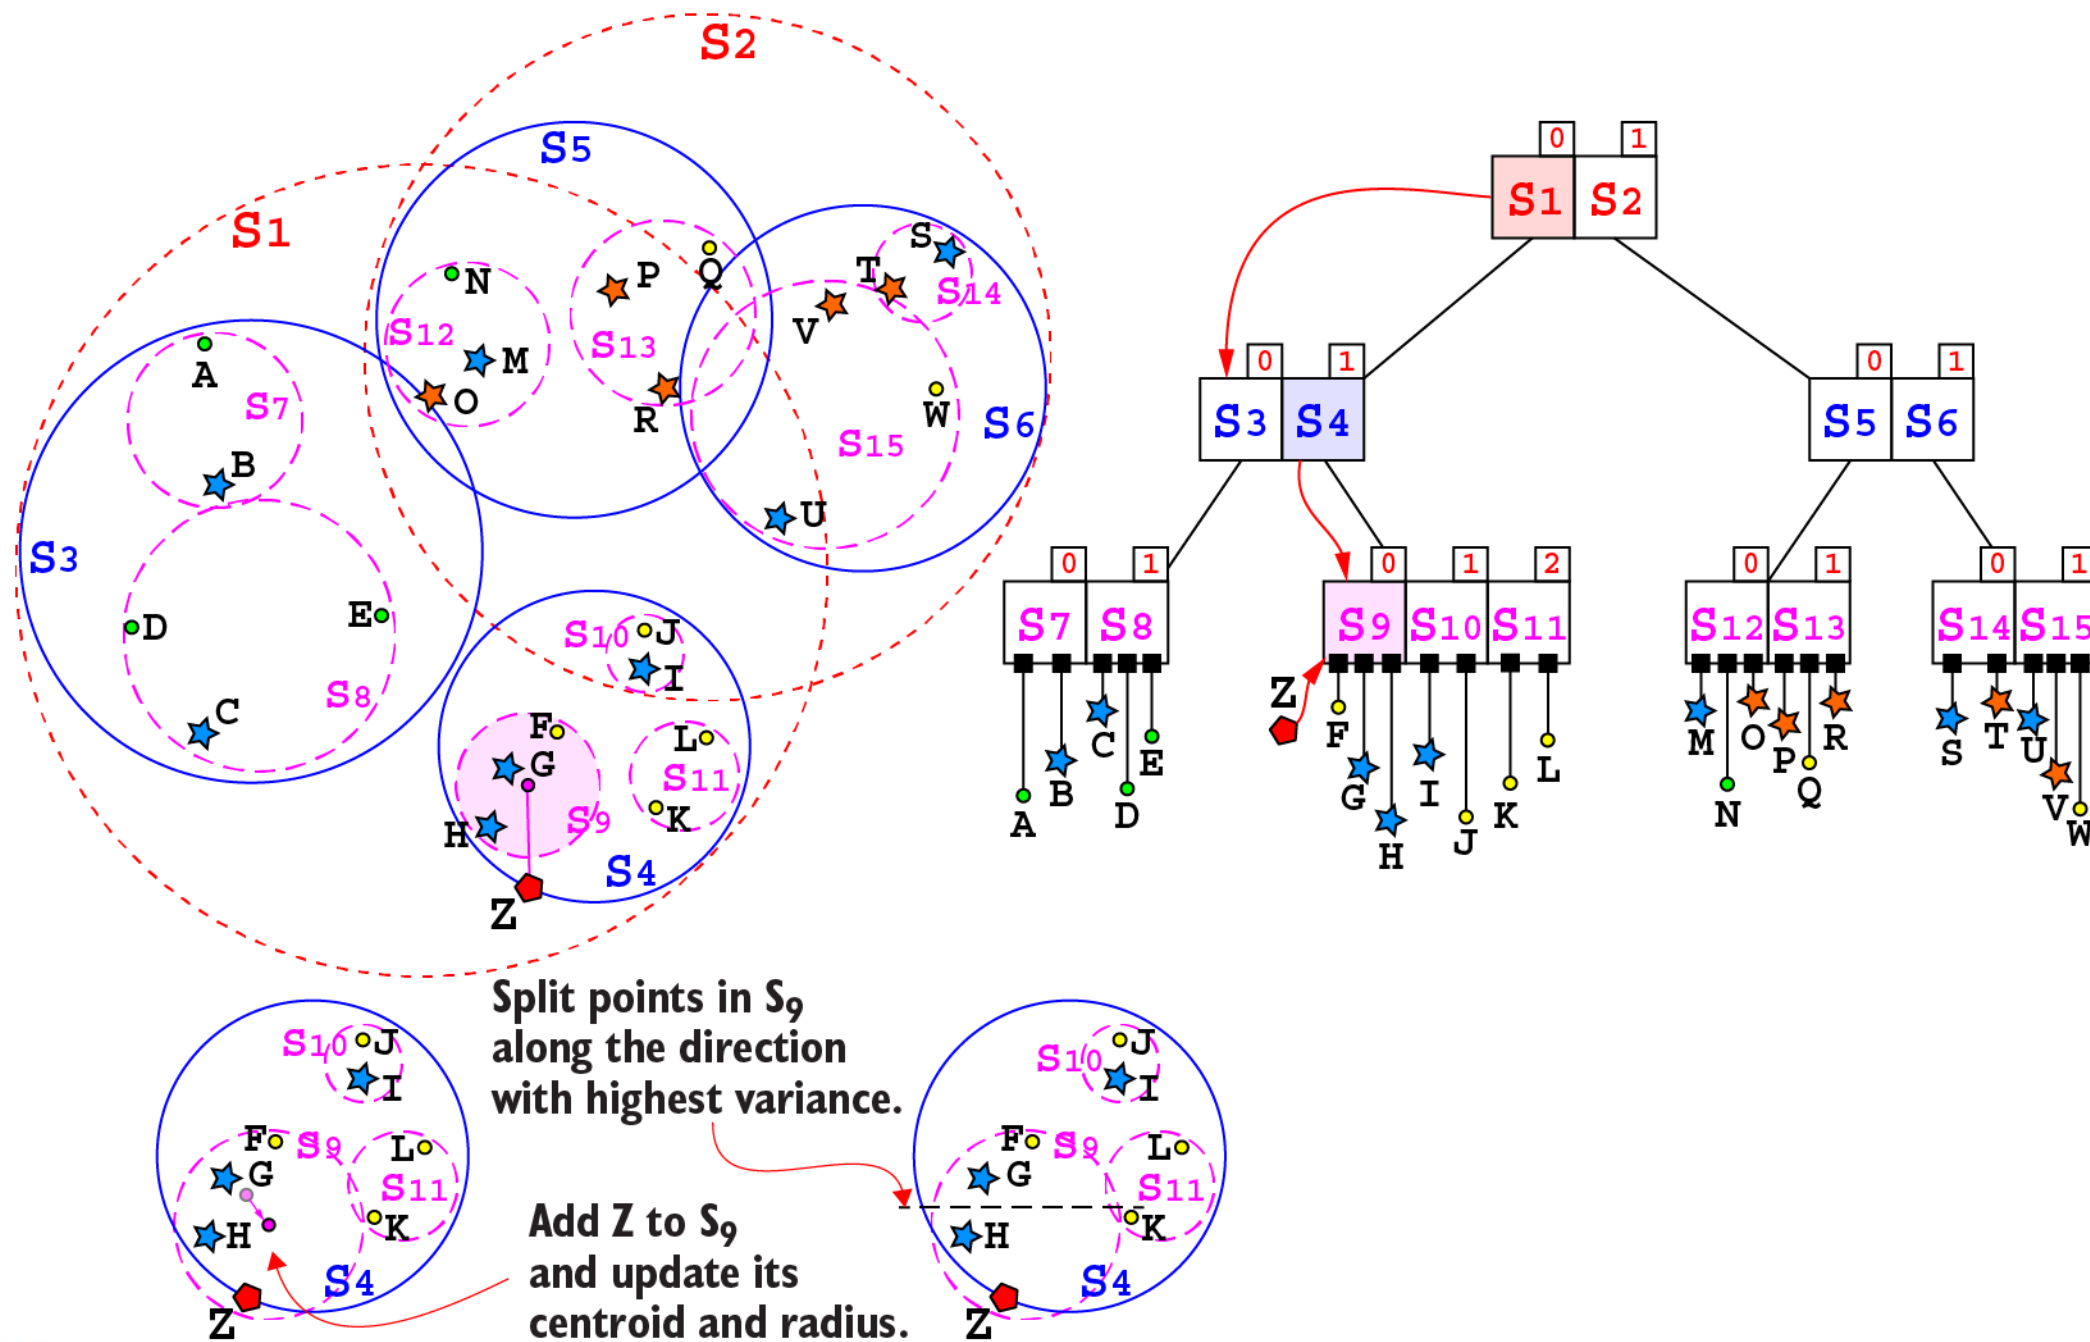 S2
S1
S5
S6
S3
N
S12
M
O
P
Q
S13
R
S
T
S14
V
W
S15
U
A
S7
B
D
E
S8
C
S10
J
I
F
G
H
S9
L
S11
K
S4
Z
0 1
S1 S2
0 1
S3 S4
0 1
S5 S6
0 1
S7 S8
0 1 2
S9 S10 S11
0 1
S12 S13
0 1
S14 S15
A B C D E
Z
F G H I J K L
M N O P Q R
S T U V W
S10
J
I
F
S9
G
H
L
S11
K
S4
Z
Split points in S9
along the direction
with highest variance.
Add Z to S9
and update its
centroid and radius.
S10
J
I
F
S9
G
H
L
S11
K
S4
Z